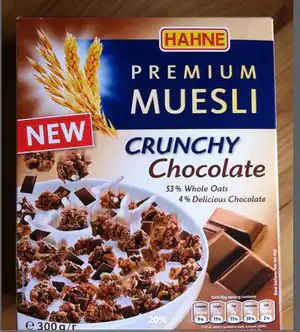 HAHNE
PREMIUM
MUESLI
NEW
CRUNCHY
Chocolate
53% Whole Oats
4% Delicious Chocolate
20%
e 300g/г